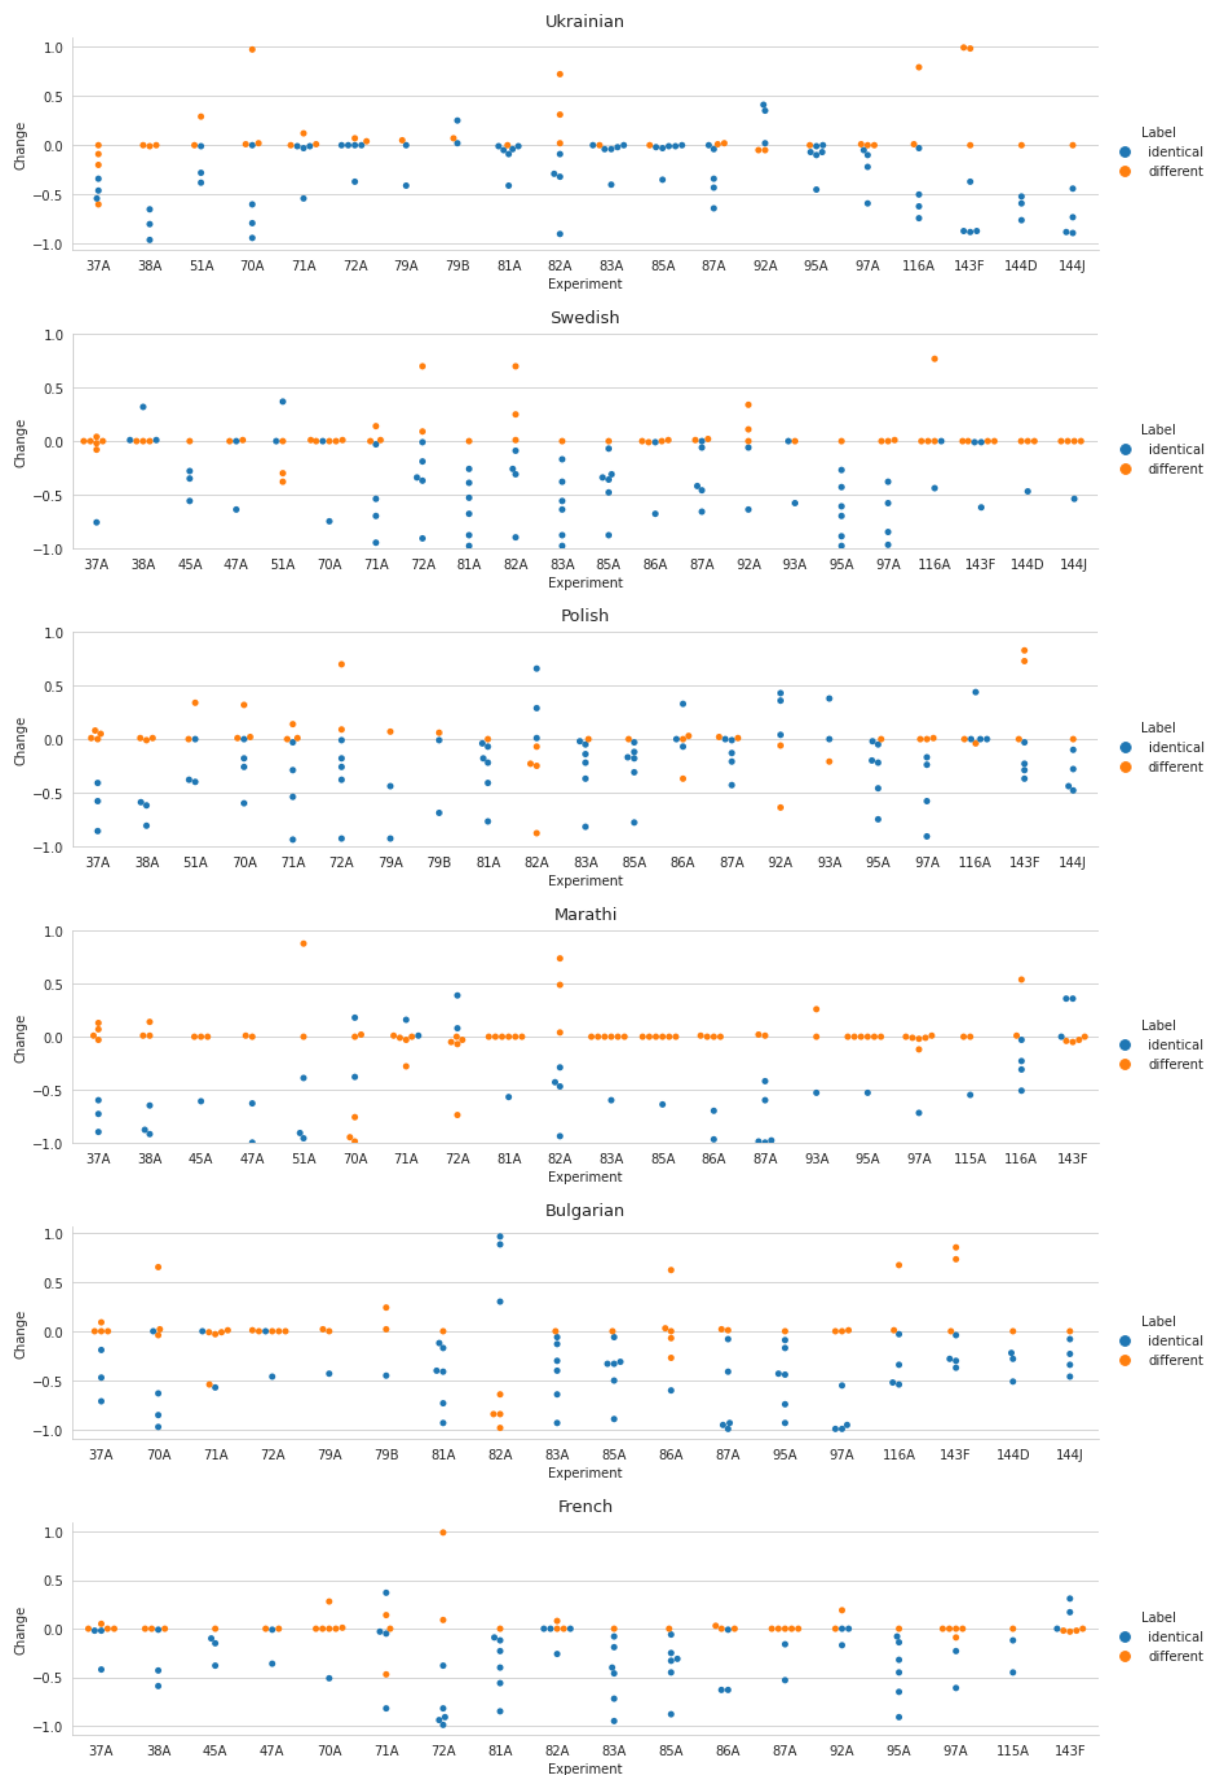 Ukrainian
Change
1.0
0.5
0.0
−0.5
−1.0
37A 38A 51A 70A 71A 72A 79A 79B 81A 82A 83A 85A 87A 92A 95A 97A 116A 143F 144D 144J
Experiment
Label
identical
different
Swedish
Change
1.0
0.5
0.0
−0.5
−1.0
37A 38A 45A 47A 51A 70A 71A 72A 81A 82A 83A 85A 86A 87A 92A 93A 95A 97A 116A 143F 144D 144J
Experiment
Label
identical
different
Polish
Change
1.0
0.5
0.0
−0.5
−1.0
37A 38A 51A 70A 71A 72A 79A 79B 81A 82A 83A 85A 86A 87A 92A 93A 95A 97A 116A 143F 144J
Experiment
Label
identical
different
Marathi
Change
1.0
0.5
0.0
−0.5
−1.0
37A 38A 45A 47A 51A 70A 71A 72A 81A 82A 83A 85A 86A 87A 93A 95A 97A 115A 116A 143F
Experiment
Label
identical
different
Bulgarian
Change
1.0
0.5
0.0
−0.5
−1.0
37A 70A 71A 72A 79A 79B 81A 82A 83A 85A 86A 87A 95A 97A 116A 143F 144D 144J
Experiment
Label
identical
different
French
Change
1.0
0.5
0.0
−0.5
−1.0
37A 38A 45A 47A 70A 71A 72A 81A 82A 83A 85A 86A 87A 92A 95A 97A 115A 143F
Experiment
Label
identical
different